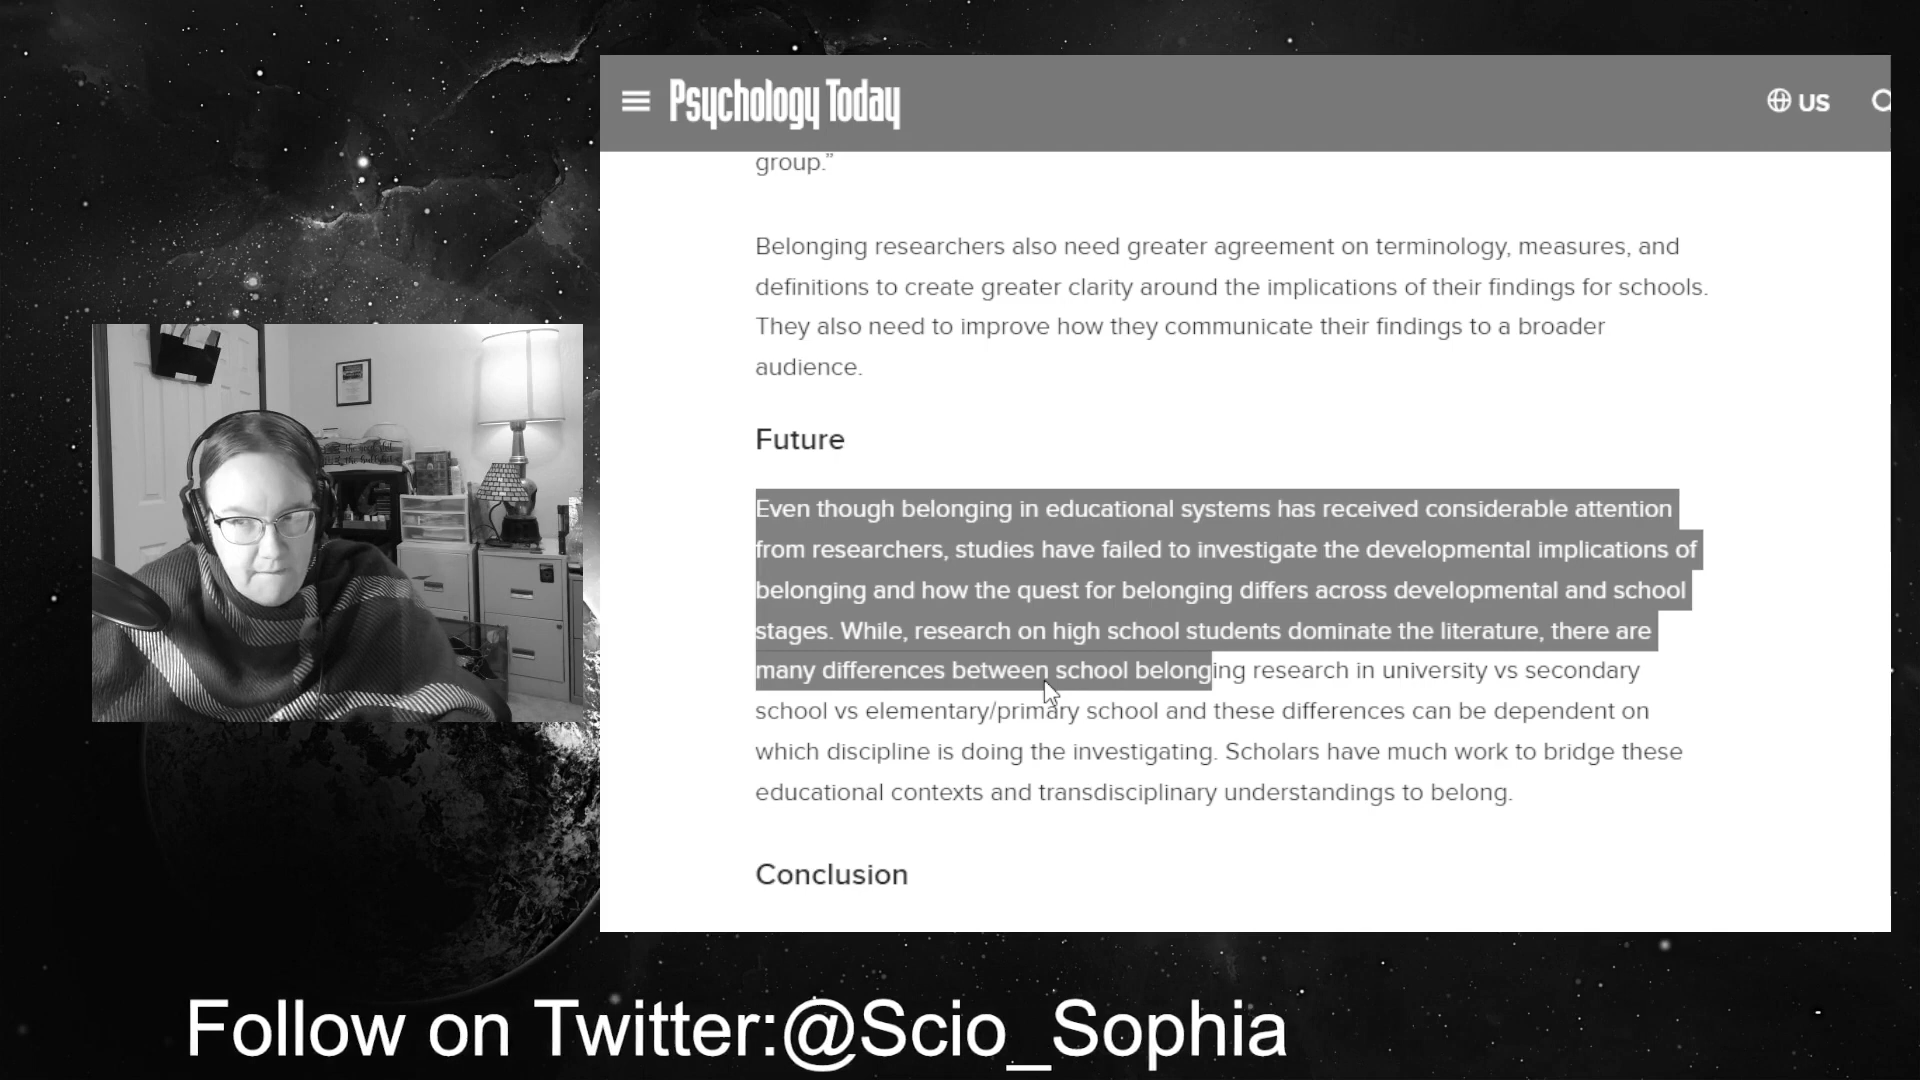 Psychology Today
US
group.”
Belonging researchers also need greater agreement on terminology, measures, and
definitions to create greater clarity around the implications of their findings for schools.
They also need to improve how they communicate their findings to a broader
audience.
Future
Even though belonging in educational systems has received considerable attention
from researchers, studies have failed to investigate the developmental implications of
belonging and how the quest for belonging differs across developmental and school
stages. While, research on high school students dominate the literature, there are
many differences between school belonging research in university vs secondary
school vs elementary/primary school and these differences can be dependent on
which discipline is doing the investigating. Scholars have much work to bridge these
educational contexts and transdisciplinary understandings to belong.
Conclusion
Follow on Twitter:@Scio_Sophia